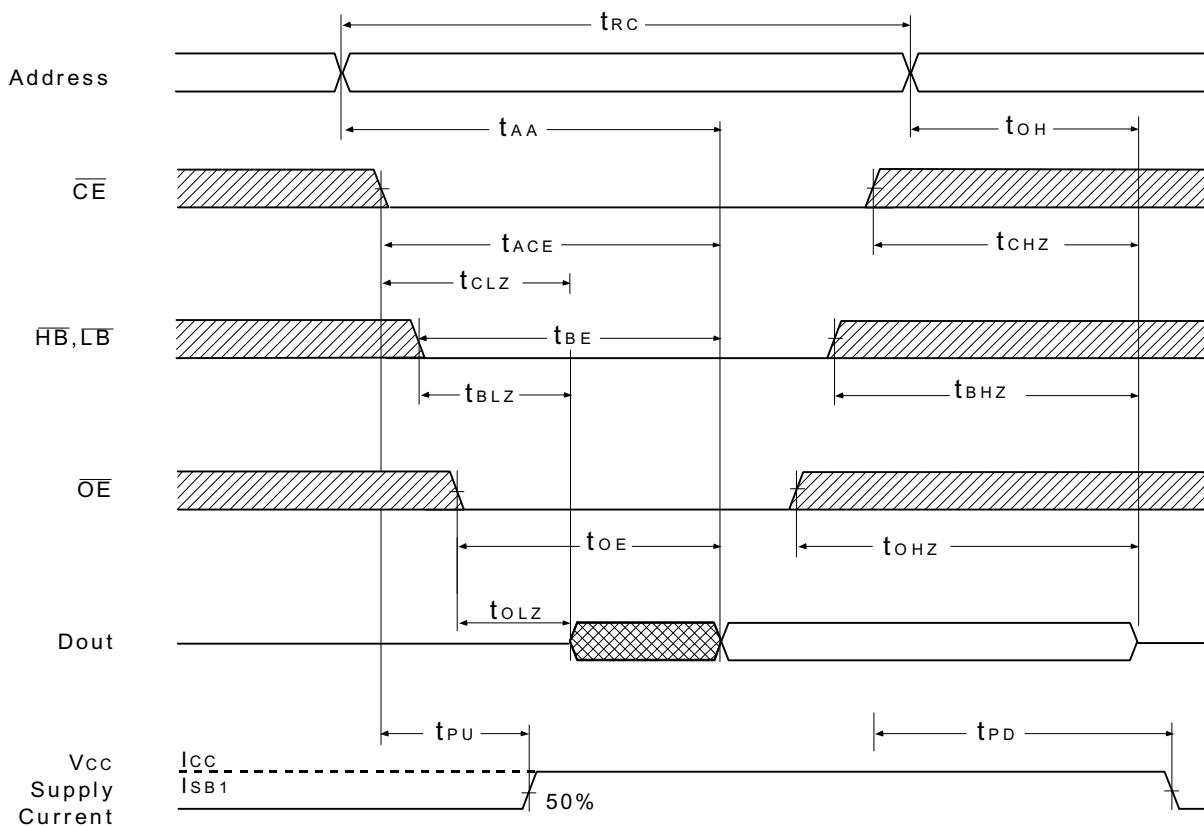 tRC
Address
tAA
tOH
CE
tACE
tCHZ
tCLZ
HB,LB
tBE
tBLZ
tBHZ
OE
tOE
tOHZ
tOLZ
Dout
tPU
tPD
VCC
Supply
Current
ICC
ISB1
50%